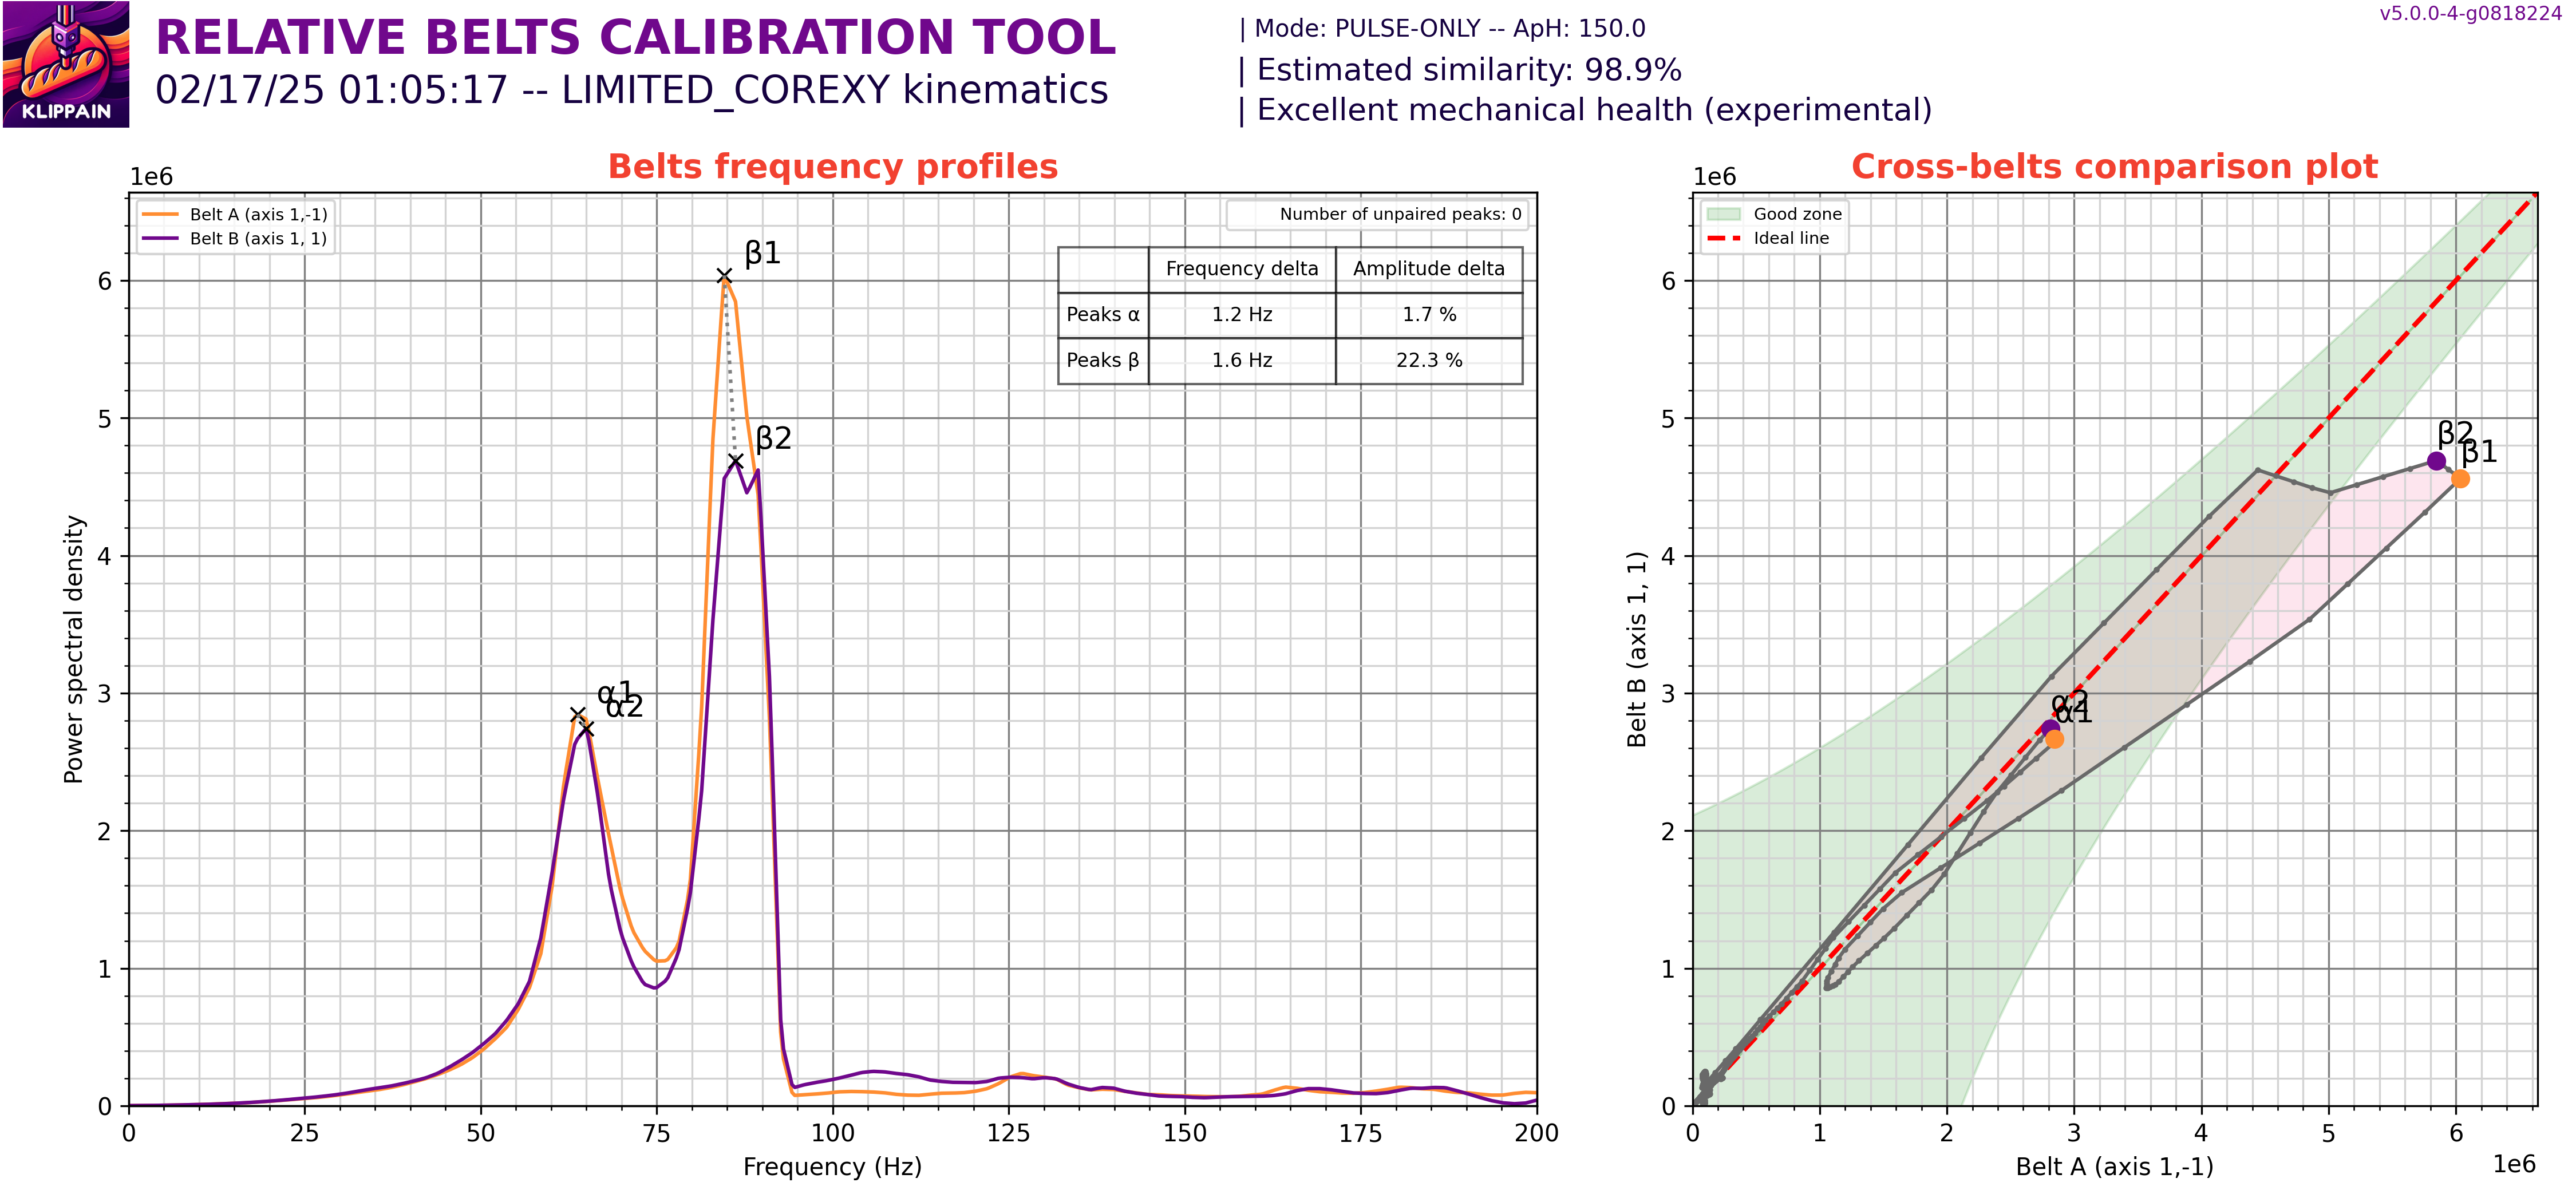 KLIPPAIN
RELATIVE BELTS CALIBRATION TOOL
02/17/25 01:05:17 -- LIMITED_COREXY kinematics
| Mode: PULSE-ONLY -- ApH: 150.0
| Estimated similarity: 98.9%
| Excellent mechanical health (experimental)
v5.0.0-4-g0818224
Belts frequency profiles
1e6
Belt A (axis 1,-1)
Belt B (axis 1, 1)
Number of unpaired peaks: 0
Frequency delta Amplitude delta
Peaks α 1.2 Hz 1.7 %
Peaks β 1.6 Hz 22.3 %
β1
β2
α1
α2
6
5
4
3
2
1
0
Power spectral density
0 25 50 75 100 125 150 175 200
Frequency (Hz)
Cross-belts comparison plot
1e6
Good zone
Ideal line
β2
β1
α2
α1
6
5
4
3
2
1
0
Belt B (axis 1, 1)
0 1 2 3 4 5 6
Belt A (axis 1,-1)
1e6